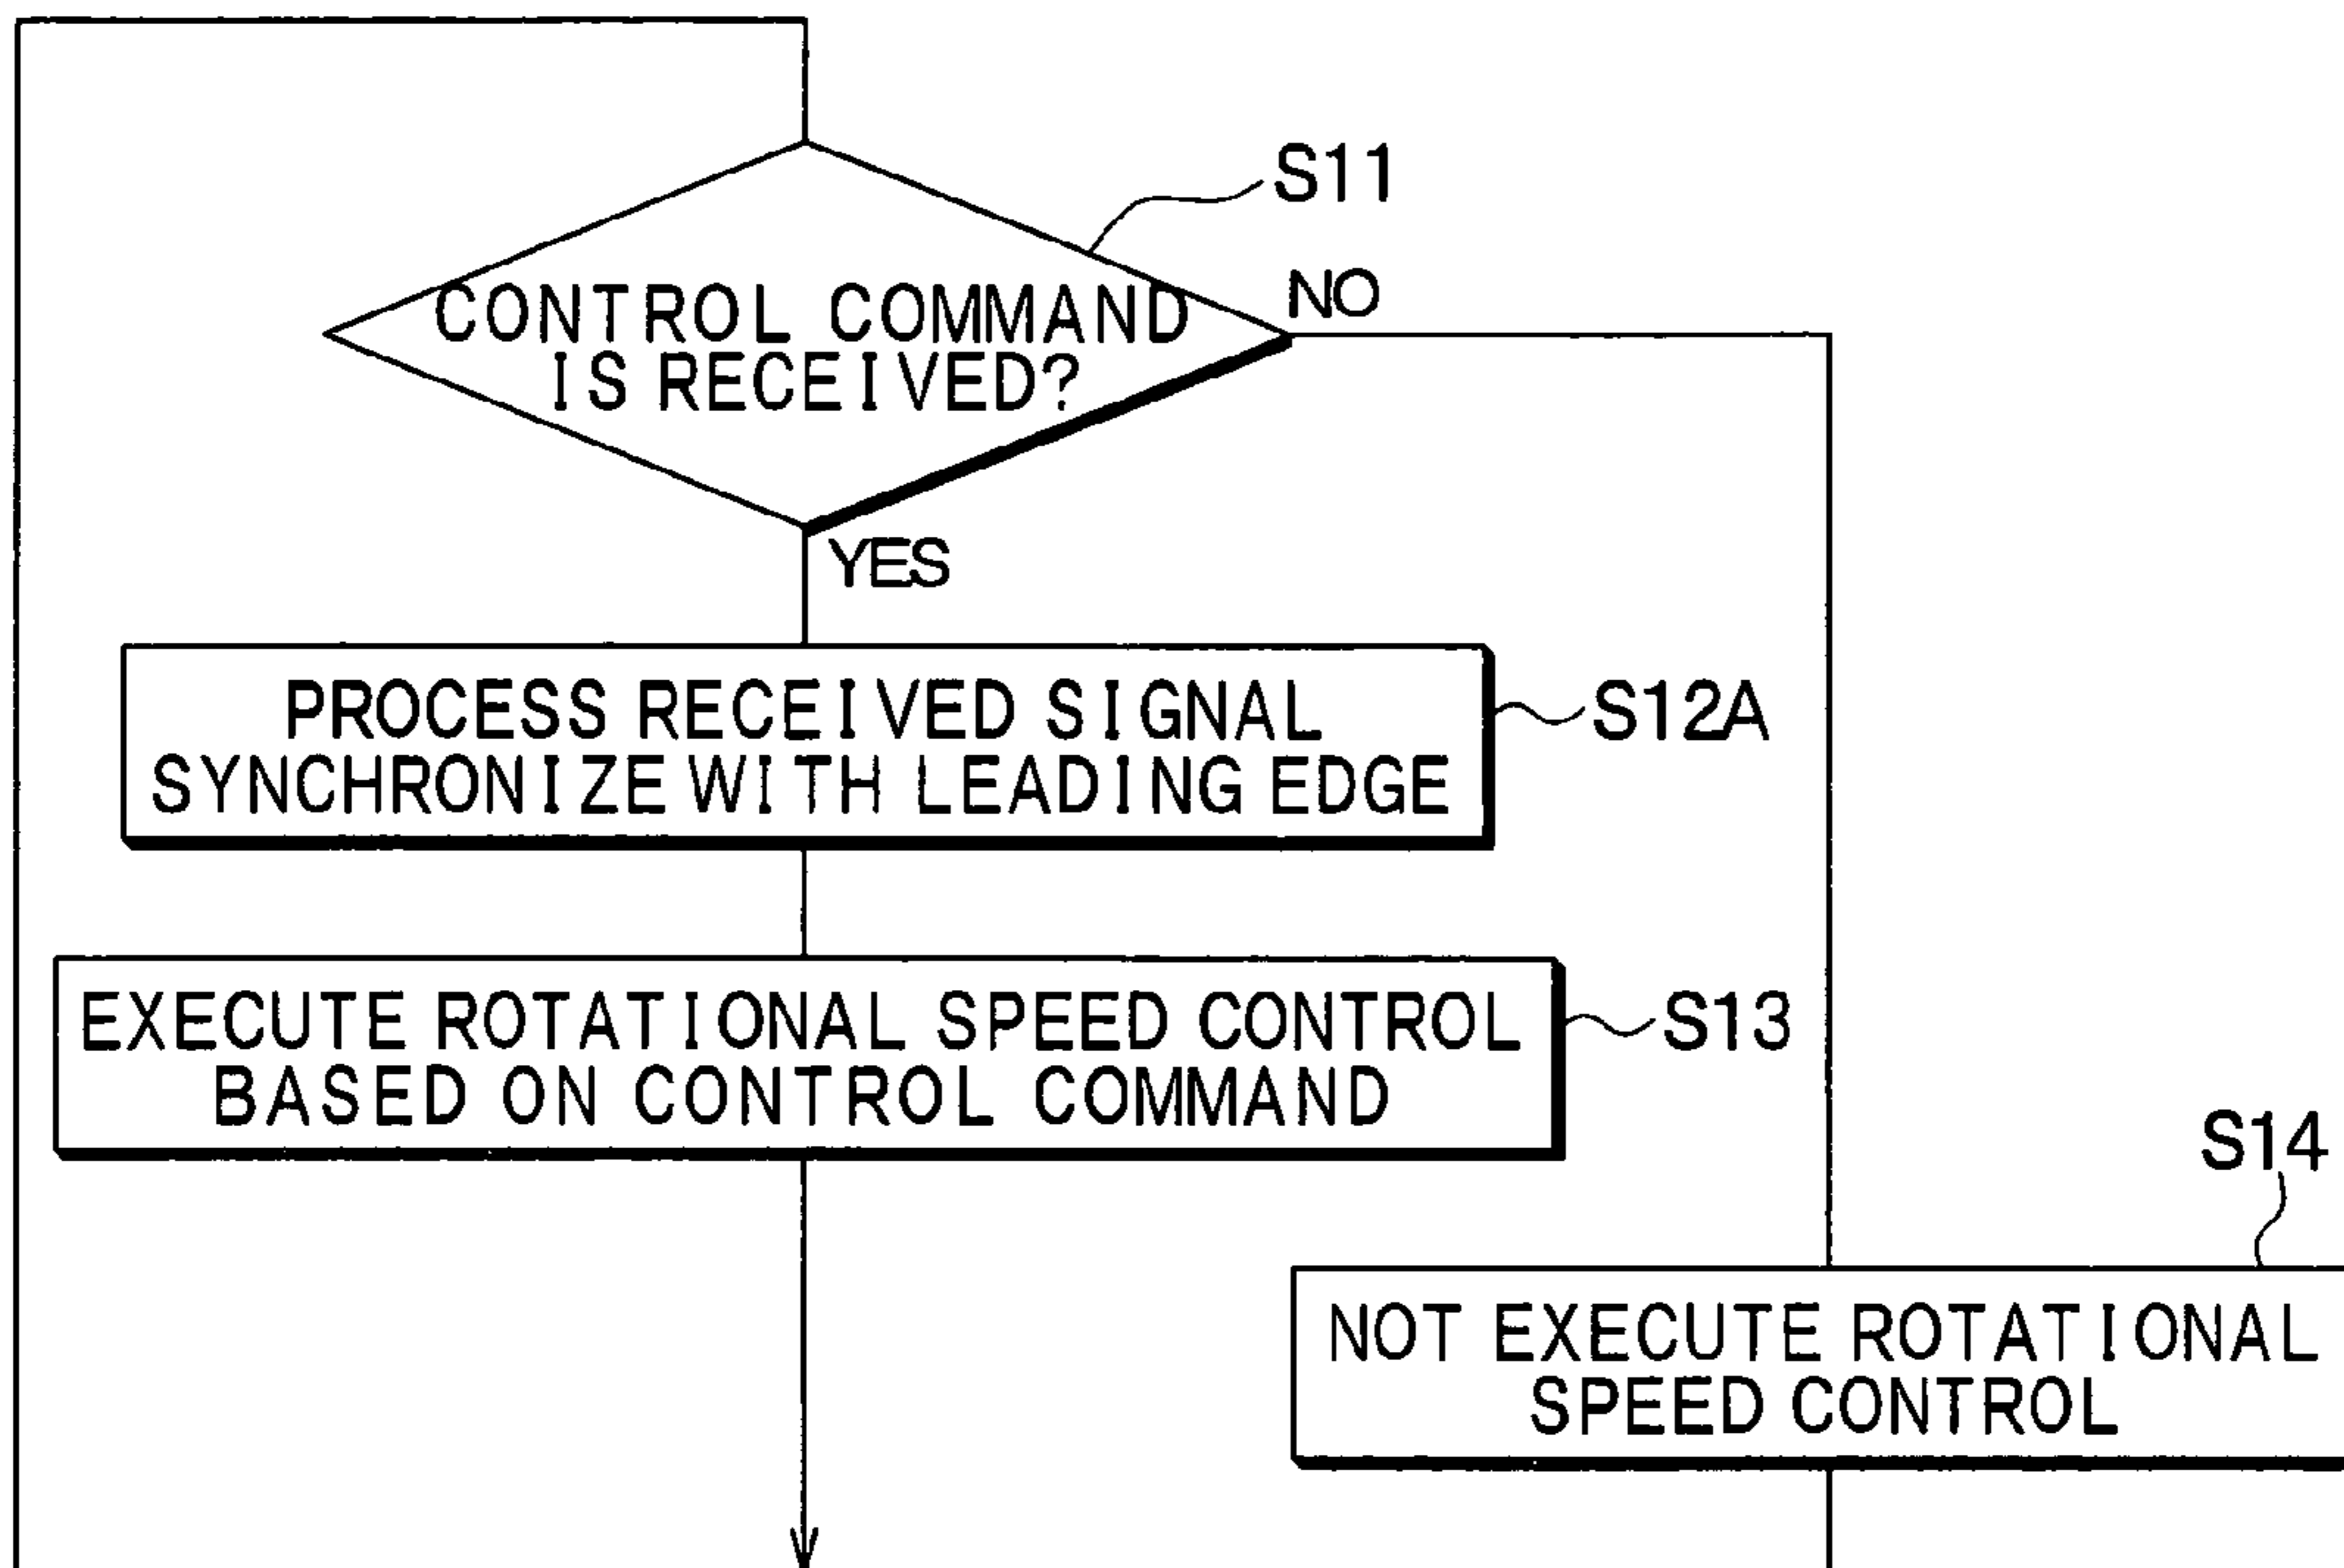 S11
CONTROL COMMAND
IS RECEIVED?
NO
YES
PROCESS RECEIVED SIGNAL
SYNCHRONIZE WITH LEADING EDGE
S12A
EXECUTE ROTATIONAL SPEED CONTROL
BASED ON CONTROL COMMAND
S13
S14
NOT EXECUTE ROTATIONAL
SPEED CONTROL